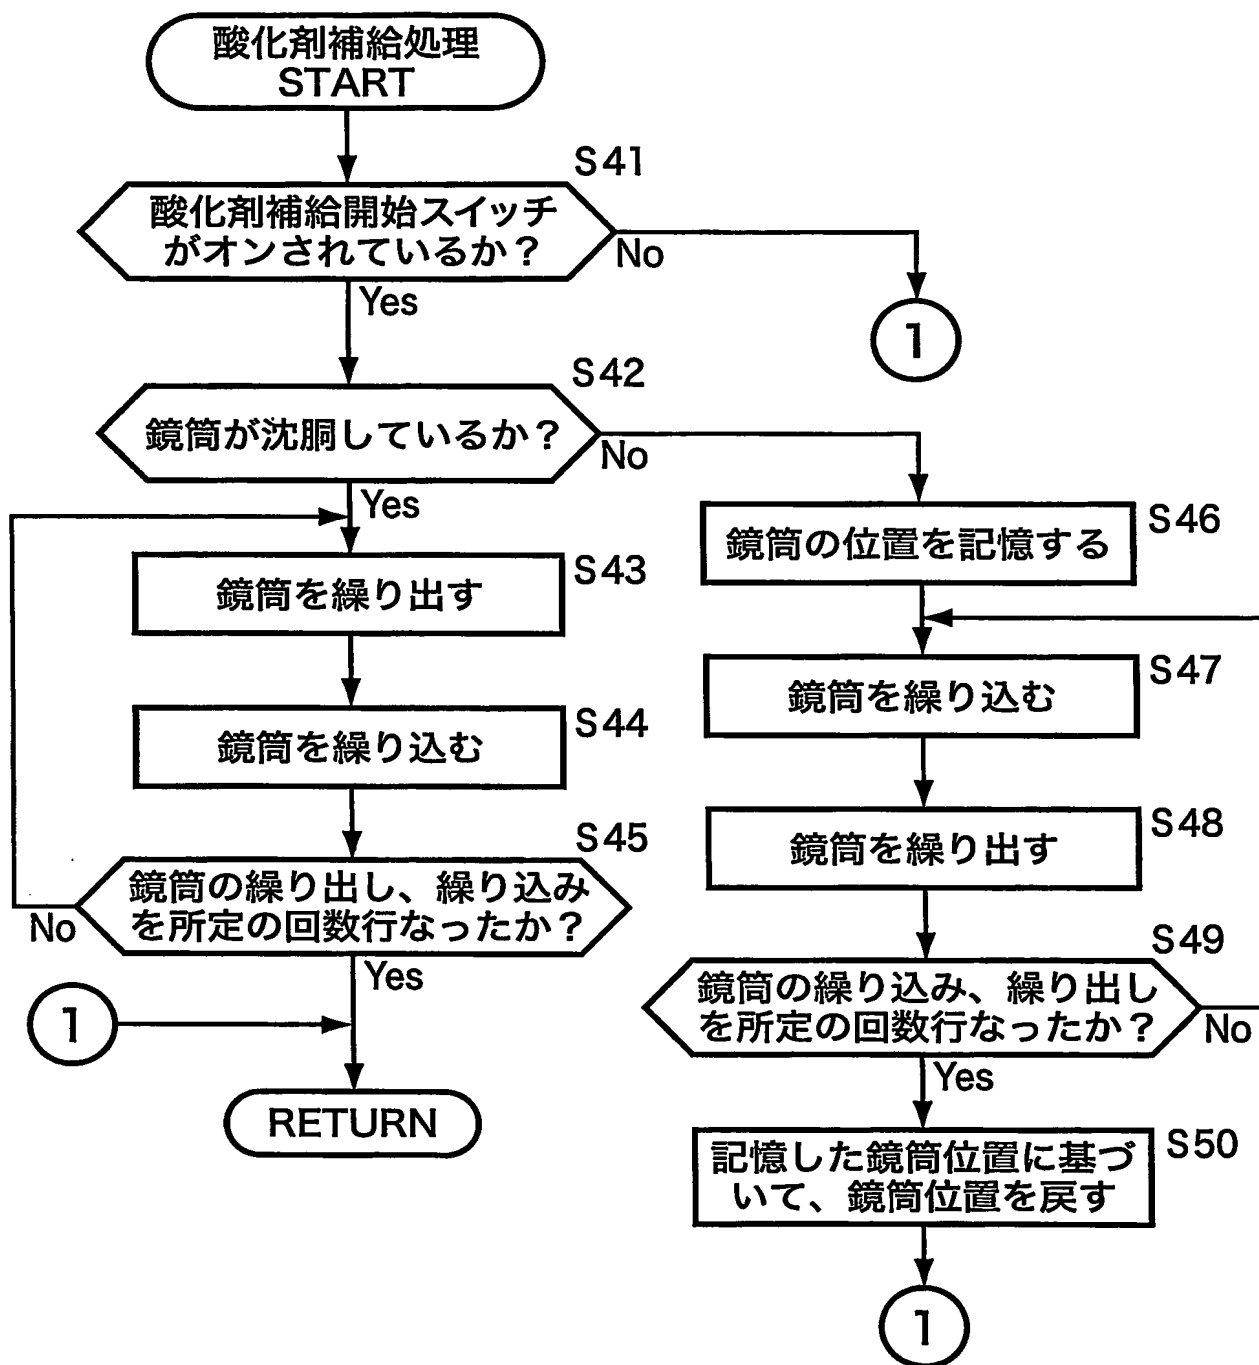 酸化剤補給処理
START
S41
酸化剤補給開始スイッチ
がオンされているか？
No
Yes
1
S42
鏡筒が沈胴しているか？
No
Yes
S43
鏡筒を繰り出す
S44
鏡筒を繰り込む
S45
鏡筒の繰り出し、繰り込み
を所定の回数行なったか？
No
Yes
1
RETURN
S46
鏡筒の位置を記憶する
S47
鏡筒を繰り込む
S48
鏡筒を繰り出す
S49
鏡筒の繰り込み、繰り出し
を所定の回数行なったか？
No
Yes
S50
記憶した鏡筒位置に基づ
いて、鏡筒位置を戻す
1